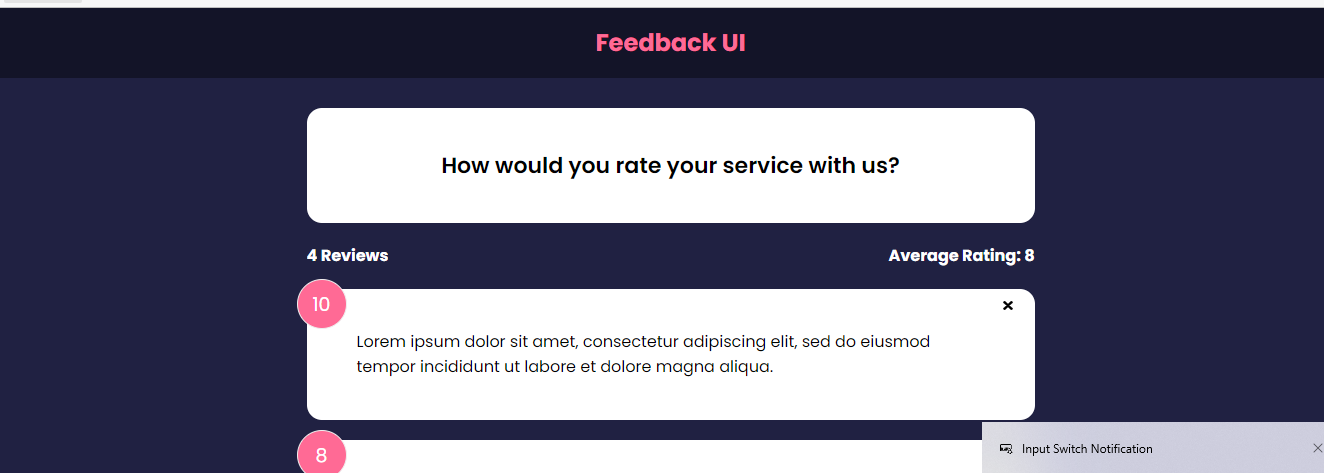 Feedback UI
How would you rate your service with us?
4 Reviews
Average Rating: 8
10
Lorem ipsum dolor sit amet, consectetur adipiscing elit, sed do eiusmod
tempor incididunt ut labore et dolore magna aliqua.
8
Input Switch Notification